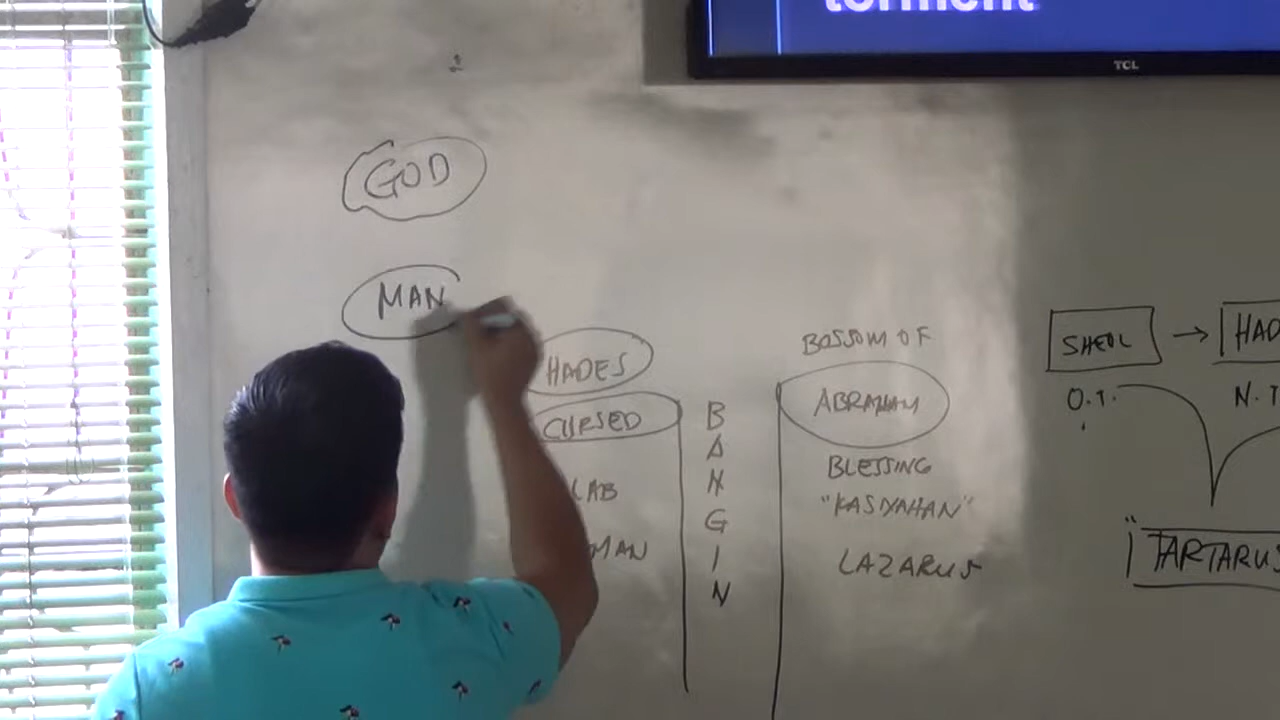 torment
TCL
GOD
MAN
HADES
CURSED
LAB
MAN
B
A
N
G
I
N
BOSSOM OF
ABRAHAM
BLESSING
"KASIYAHAN"
LAZARUS
SHEOL → HAD
O.T. N.T
TARTARUS